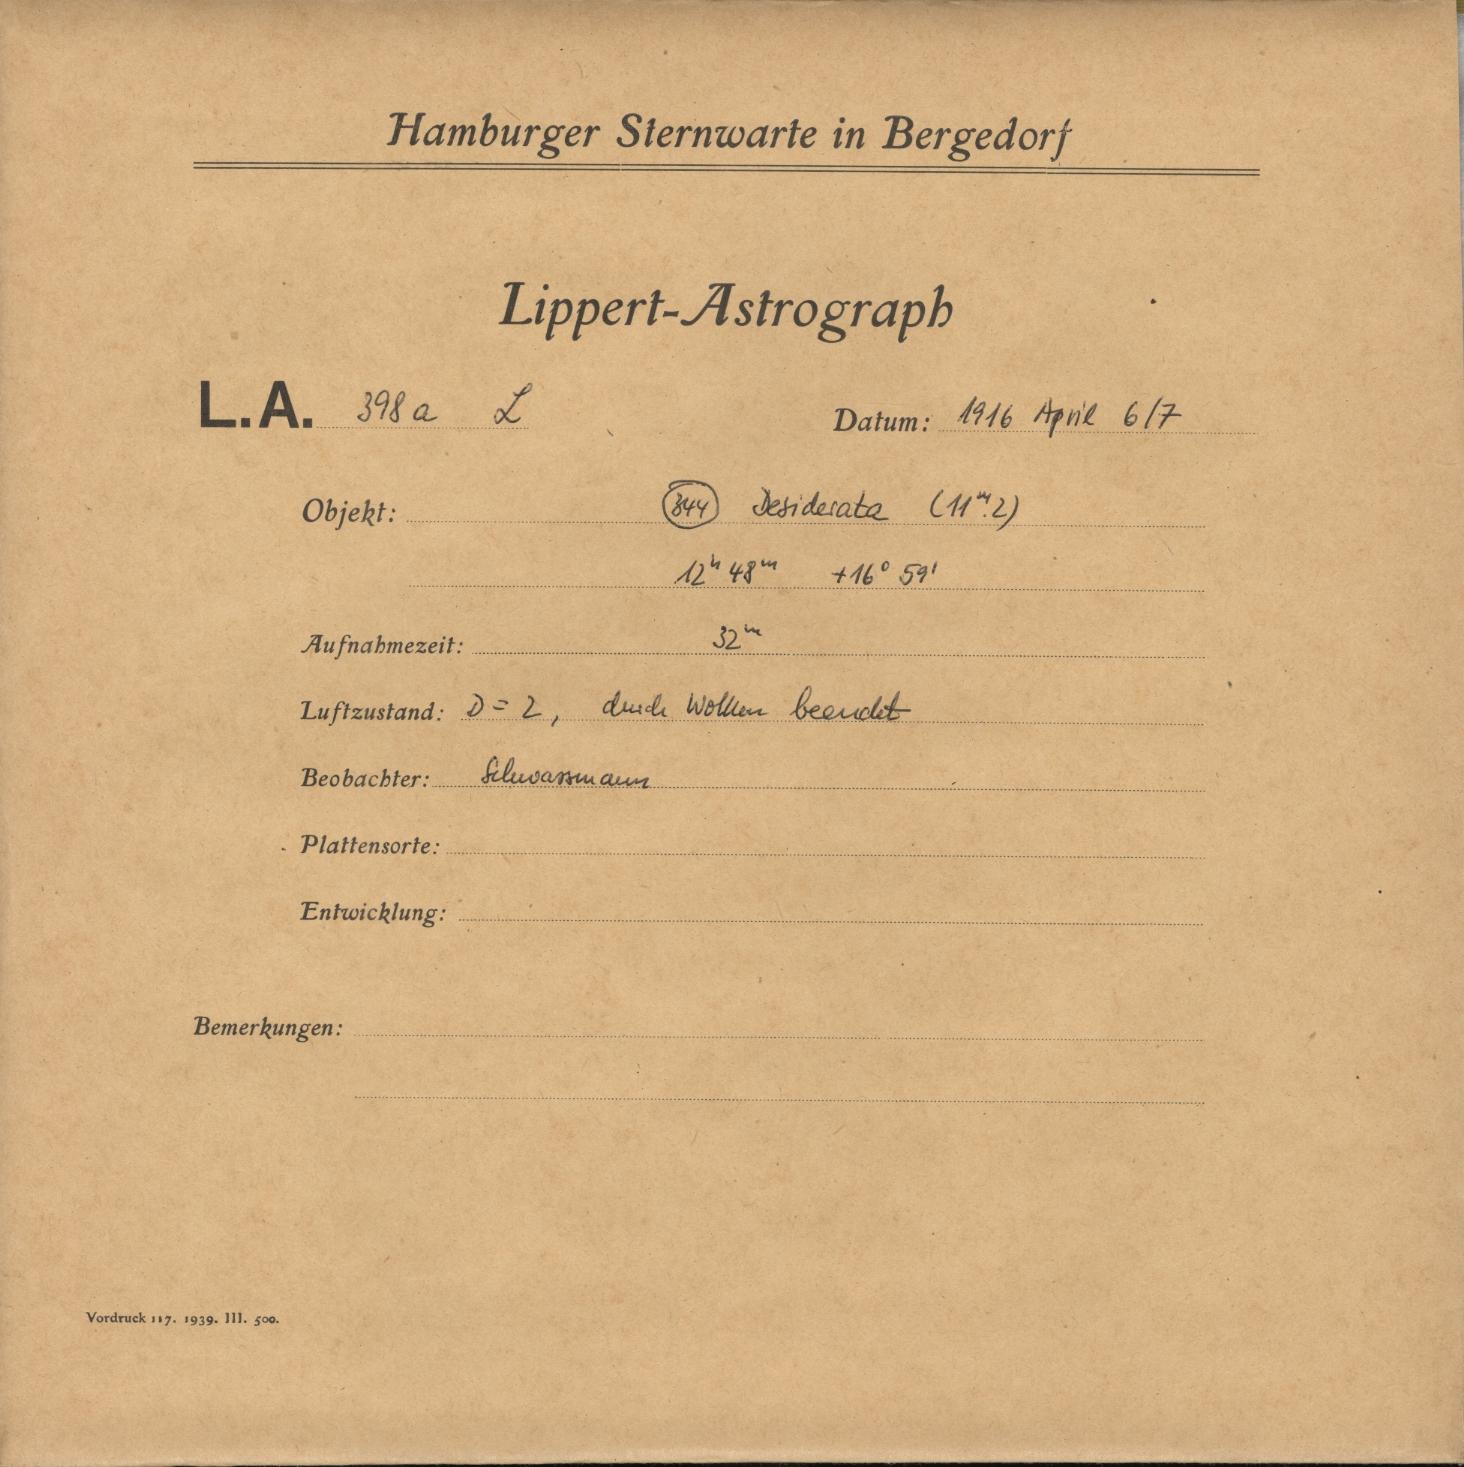 Hamburger Sternwarte in Bergedorf
Lippert-Astrograph
L.A. 398a L Datum: 1916 April 6/7
Objekt: 344 Desiderata (11ᵐ.2)
12ʰ 48ᵐ +16° 59'
Aufnahmezeit: 32ᵐ
Luftzustand: D = 2, durch Wolken beendet
Beobachter: Schwassmann
Plattensorte:
Entwicklung:
Bemerkungen:
Vordruck 117. 1939. III. 500.